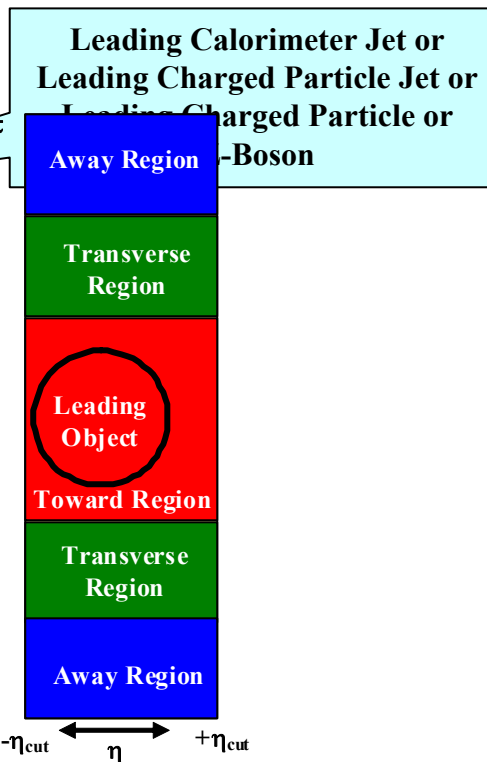 Leading Calorimeter Jet or
Leading Charged Particle Jet or
Charged Particle or
-Boson
Away Region
Transverse
Region
Leading
Object
Toward Region
Transverse
Region
Away Region
-ηcut
η
+ηcut